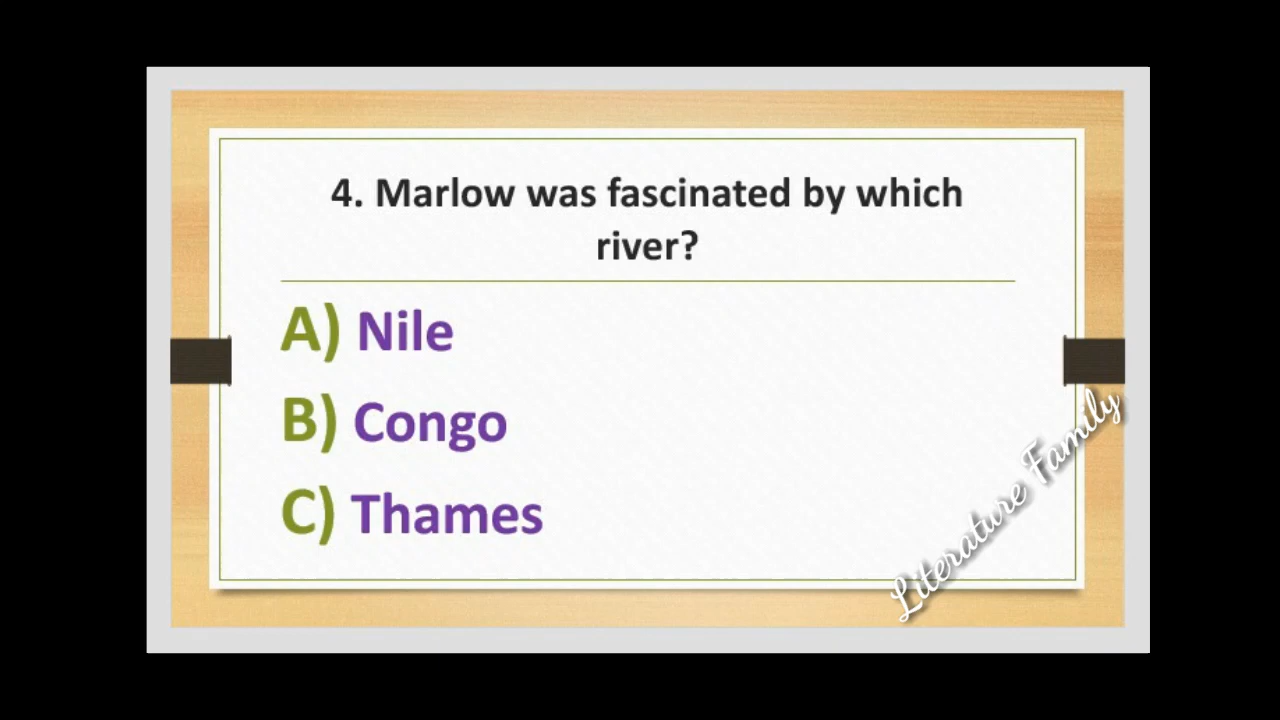 4. Marlow was fascinated by which
river?
A) Nile
B) Congo
C) Thames
Literature Family